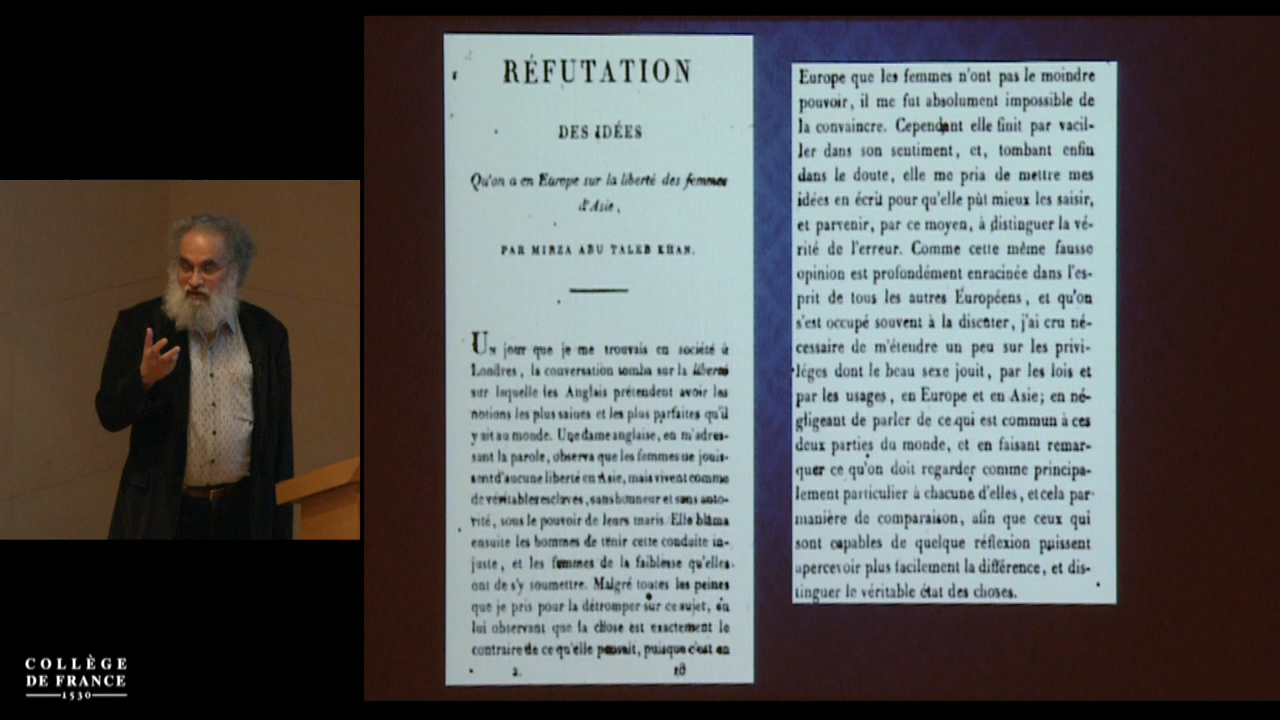 RÉFUTATION
DES IDÉES
Qu'on a en Europe sur la liberté des femmes
d'Asie,
PAR MIRZA ABU TALEB KHAN.
Un jour que je me trouvais en société à
Londres, la conversation tomba sur la liberté
sur laquelle les Anglais prétendent avoir les
notions les plus saines et les plus parfaites qu'il
y ait au monde. Une dame anglaise, en m'adres-
sant la parole, observa que les femmes ne jouis-
sent d'aucune liberté en Asie, mais vivent comme
de véritables esclaves, sans honneur et sans auto-
rité, sous le pouvoir de leurs maris. Elle blâma
ensuite les hommes de tenir cette conduite in-
juste, et les femmes de la faiblesse qu'elles
ont de s'y soumettre. Malgré toutes les peines
que je pris pour la détromper sur ce sujet, en
lui observant que la chose est exactement le
contraire de ce qu'elle pensait, puisque c'est en
2. 18
Europe que les femmes n'ont pas le moindre
pouvoir, il me fut absolument impossible de
la convaincre. Cependant elle finit par vacil-
ler dans son sentiment, et, tombant enfin
dans le doute, elle me pria de mettre mes
idées en écrit pour qu'elle pût mieux les saisir,
et parvenir, par ce moyen, à distinguer la vé-
rité de l'erreur. Comme cette même fausse
opinion est profondément enracinée dans l'es-
prit de tous les autres Européens, et qu'on
s'est occupé souvent à la discuter, j'ai cru né-
cessaire de m'étendre un peu sur les privi-
léges dont le beau sexe jouit, par les lois et
par les usages, en Europe et en Asie; en né-
gligeant de parler de ce qui est commun à ces
deux parties du monde, et en faisant remar-
quer ce qu'on doit regarder comme principa-
lement particulier à chacune d'elles, et cela par
manière de comparaison, afin que ceux qui
sont capables de quelque réflexion puissent
apercevoir plus facilement la différence, et dis-
tinguer le véritable état des choses.
COLLÈGE
DE FRANCE
1530